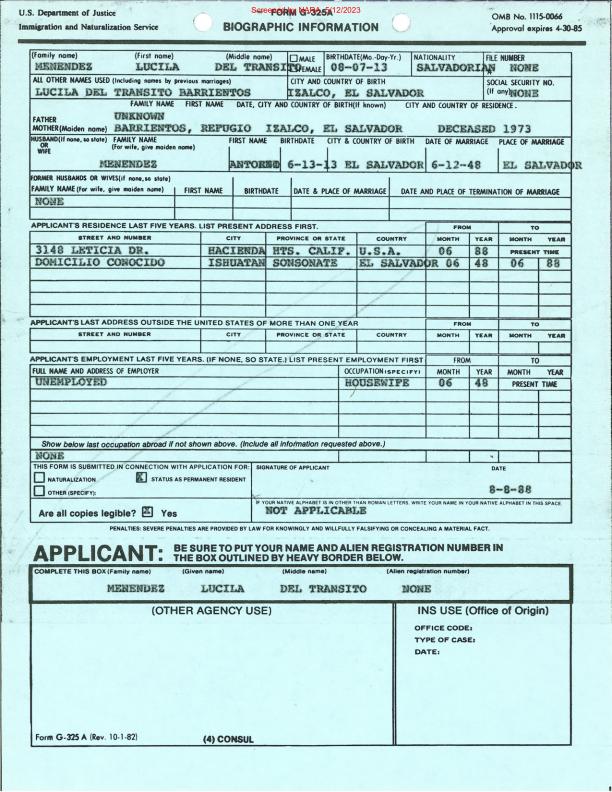 U.S. Department of Justice
Immigration and Naturalization Service
FORM G-325A
Screened by NARA, 5/12/2023
BIOGRAPHIC INFORMATION
OMB No. 1115-0066
Approval expires 4-30-85
(Family name) (First name) (Middle name) MALE FEMALE BIRTHDATE(Mo.-Day-Yr.) NATIONALITY FILE NUMBER
MENENDEZ LUCILA DEL TRANSITO 08-07-13 SALVADORIAN NONE
ALL OTHER NAMES USED (Including names by previous marriages) CITY AND COUNTRY OF BIRTH SOCIAL SECURITY NO. (If any)
LUCILA DEL TRANSITO BARRIENTOS IZALCO, EL SALVADOR NONE
FAMILY NAME FIRST NAME DATE, CITY AND COUNTRY OF BIRTH(If known) CITY AND COUNTRY OF RESIDENCE.
FATHER UNKNOWN
MOTHER(Maiden name) BARRIENTOS, REFUGIO IZALCO, EL SALVADOR DECEASED 1973
HUSBAND(If none, so state) OR WIFE FAMILY NAME (For wife, give maiden name) FIRST NAME BIRTHDATE CITY & COUNTRY OF BIRTH DATE OF MARRIAGE PLACE OF MARRIAGE
MENENDEZ ANTONIO 6-13-13 EL SALVADOR 6-12-48 EL SALVADOR
FORMER HUSBANDS OR WIVES(if none, so state)
FAMILY NAME (For wife, give maiden name) FIRST NAME BIRTHDATE DATE & PLACE OF MARRIAGE DATE AND PLACE OF TERMINATION OF MARRIAGE
NONE
APPLICANT'S RESIDENCE LAST FIVE YEARS. LIST PRESENT ADDRESS FIRST. FROM TO
STREET AND NUMBER CITY PROVINCE OR STATE COUNTRY MONTH YEAR MONTH YEAR
3148 LETICIA DR. HACIENDA HTS. CALIF. U.S.A. 06 88 PRESENT TIME
DOMICILIO CONOCIDO ISHUATAN SONSONATE EL SALVADOR 06 48 06 88
APPLICANT'S LAST ADDRESS OUTSIDE THE UNITED STATES OF MORE THAN ONE YEAR FROM TO
STREET AND NUMBER CITY PROVINCE OR STATE COUNTRY MONTH YEAR MONTH YEAR
APPLICANT'S EMPLOYMENT LAST FIVE YEARS. (IF NONE, SO STATE.) LIST PRESENT EMPLOYMENT FIRST FROM TO
FULL NAME AND ADDRESS OF EMPLOYER OCCUPATION (SPECIFY) MONTH YEAR MONTH YEAR
UNEMPLOYED HOUSEWIFE 06 48 PRESENT TIME
Show below last occupation abroad if not shown above. (Include all information requested above.)
NONE
THIS FORM IS SUBMITTED IN CONNECTION WITH APPLICATION FOR: SIGNATURE OF APPLICANT DATE
NATURALIZATION X STATUS AS PERMANENT RESIDENT
OTHER (SPECIFY): 8-8-88
IF YOUR NATIVE ALPHABET IS IN OTHER THAN ROMAN LETTERS, WRITE YOUR NAME IN YOUR NATIVE ALPHABET IN THIS SPACE.
Are all copies legible? X Yes NOT APPLICABLE
PENALTIES: SEVERE PENALTIES ARE PROVIDED BY LAW FOR KNOWINGLY AND WILLFULLY FALSIFYING OR CONCEALING A MATERIAL FACT.
APPLICANT: BE SURE TO PUT YOUR NAME AND ALIEN REGISTRATION NUMBER IN
THE BOX OUTLINED BY HEAVY BORDER BELOW.
COMPLETE THIS BOX (Family name) (Given name) (Middle name) (Alien registration number)
MENENDEZ LUCILA DEL TRANSITO NONE
(OTHER AGENCY USE) INS USE (Office of Origin)
OFFICE CODE:
TYPE OF CASE:
DATE:
Form G-325 A (Rev. 10-1-82) (4) CONSUL